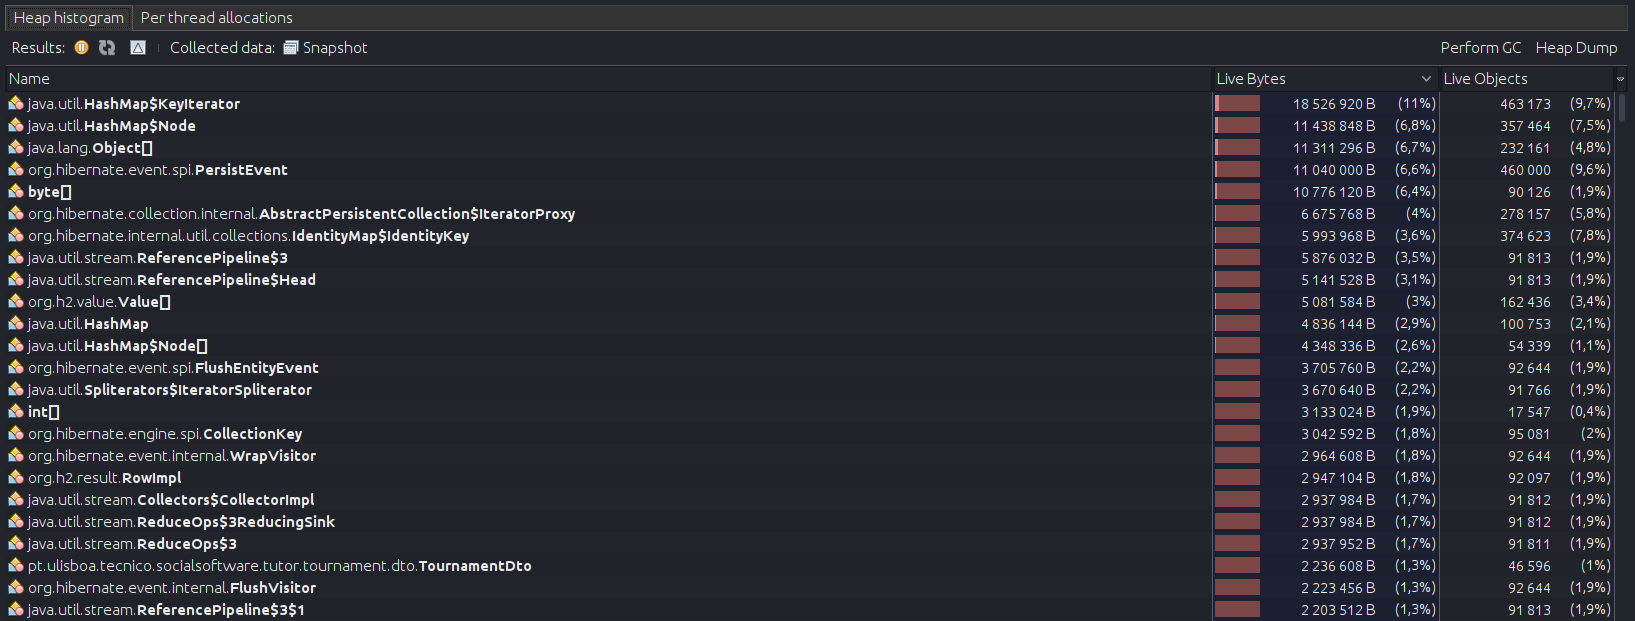 Heap histogram Per thread allocations
Results: Collected data: Snapshot Perform GC Heap Dump
Name Live Bytes Live Objects
java.util.HashMap$KeyIterator 18 526 920 B (11%) 463 173 (9,7%)
java.util.HashMap$Node 11 438 848 B (6,8%) 357 464 (7,5%)
java.lang.Object[] 11 311 296 B (6,7%) 232 161 (4,8%)
org.hibernate.event.spi.PersistEvent 11 040 000 B (6,6%) 460 000 (9,6%)
byte[] 10 776 120 B (6,4%) 90 126 (1,9%)
org.hibernate.collection.internal.AbstractPersistentCollection$IteratorProxy 6 675 768 B (4%) 278 157 (5,8%)
org.hibernate.internal.util.collections.IdentityMap$IdentityKey 5 993 968 B (3,6%) 374 623 (7,8%)
java.util.stream.ReferencePipeline$3 5 876 032 B (3,5%) 91 813 (1,9%)
java.util.stream.ReferencePipeline$Head 5 141 528 B (3,1%) 91 813 (1,9%)
org.h2.value.Value[] 5 081 584 B (3%) 162 436 (3,4%)
java.util.HashMap 4 836 144 B (2,9%) 100 753 (2,1%)
java.util.HashMap$Node[] 4 348 336 B (2,6%) 54 339 (1,1%)
org.hibernate.event.spi.FlushEntityEvent 3 705 760 B (2,2%) 92 644 (1,9%)
java.util.Spliterators$IteratorSpliterator 3 670 640 B (2,2%) 91 766 (1,9%)
int[] 3 133 024 B (1,9%) 17 547 (0,4%)
org.hibernate.engine.spi.CollectionKey 3 042 592 B (1,8%) 95 081 (2%)
org.hibernate.event.internal.WrapVisitor 2 964 608 B (1,8%) 92 644 (1,9%)
org.h2.result.RowImpl 2 947 104 B (1,8%) 92 097 (1,9%)
java.util.stream.Collectors$CollectorImpl 2 937 984 B (1,7%) 91 812 (1,9%)
java.util.stream.ReduceOps$3ReducingSink 2 937 984 B (1,7%) 91 812 (1,9%)
java.util.stream.ReduceOps$3 2 937 952 B (1,7%) 91 811 (1,9%)
pt.ulisboa.tecnico.socialsoftware.tutor.tournament.dto.TournamentDto 2 236 608 B (1,3%) 46 596 (1%)
org.hibernate.event.internal.FlushVisitor 2 223 456 B (1,3%) 92 644 (1,9%)
java.util.stream.ReferencePipeline$3$1 2 203 512 B (1,3%) 91 813 (1,9%)